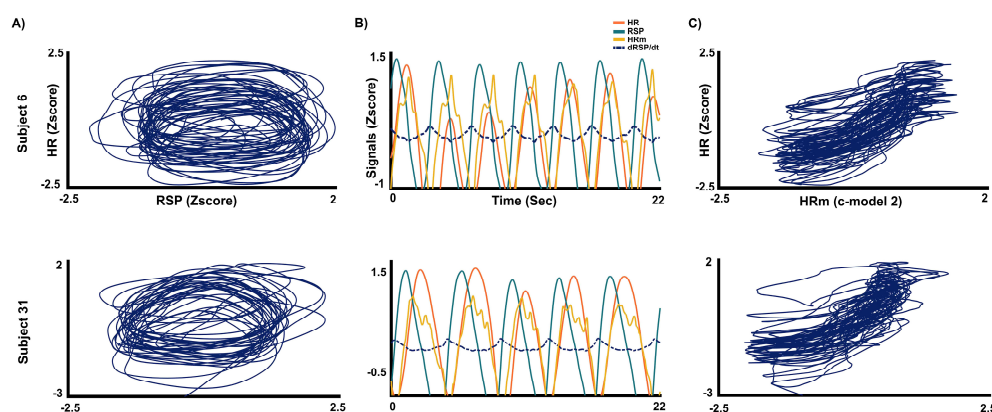 A)
B)
C)
HR
RSP
HRm
dRSP/dt
Subject 6
HR (Zscore)
2.5
-2.5
-2.5
RSP (Zscore)
2
Signals (Zscore)
1.5
-1
0
Time (Sec)
22
HR (Zscore)
2.5
-2.5
-2.5
HRm (c-model 2)
2
Subject 31
2
-3
-2.5
2.5
1.5
-0.5
0
22
2
-3
-2.5
2.5